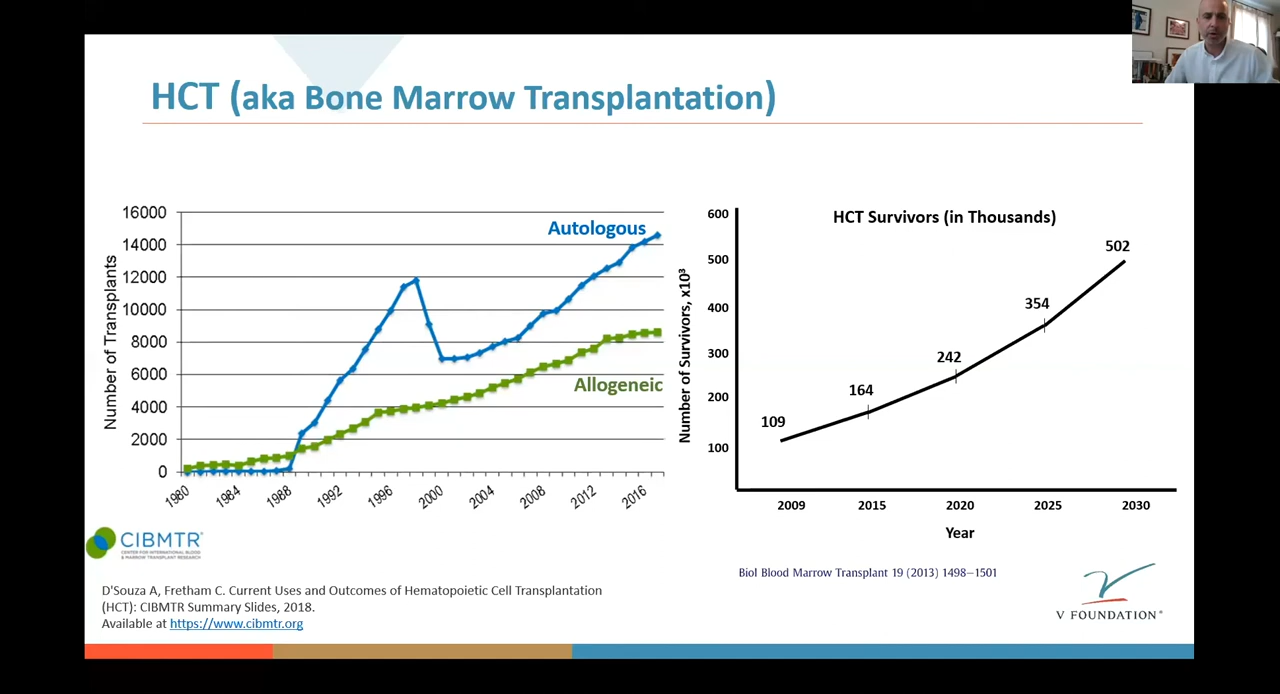 HCT (aka Bone Marrow Transplantation)
16000
14000
12000
10000
8000
6000
4000
2000
0
Number of Transplants
Autologous
Allogeneic
1980
1984
1988
1992
1996
2000
2004
2008
2012
2016
HCT Survivors (in Thousands)
600
500
400
300
200
100
Number of Survivors, x10³
109
164
242
354
502
2009
2015
2020
2025
2030
Year
CIBMTR®
CENTER FOR INTERNATIONAL BLOOD
& MARROW TRANSPLANT RESEARCH
D'Souza A, Fretham C. Current Uses and Outcomes of Hematopoietic Cell Transplantation
(HCT): CIBMTR Summary Slides, 2018.
Available at https://www.cibmtr.org
Biol Blood Marrow Transplant 19 (2013) 1498–1501
V FOUNDATION®